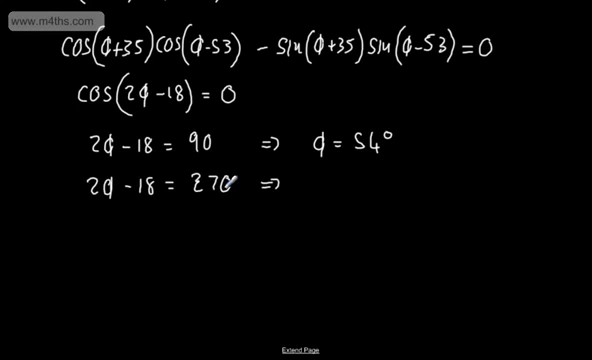 www.m4ths.com
cos(φ+35)cos(φ-53) - sin(φ+35)sin(φ-53)=0
cos(2φ-18)=0
2φ-18 = 90 => φ = 54°
2φ-18 = 270 =>
Extend Page